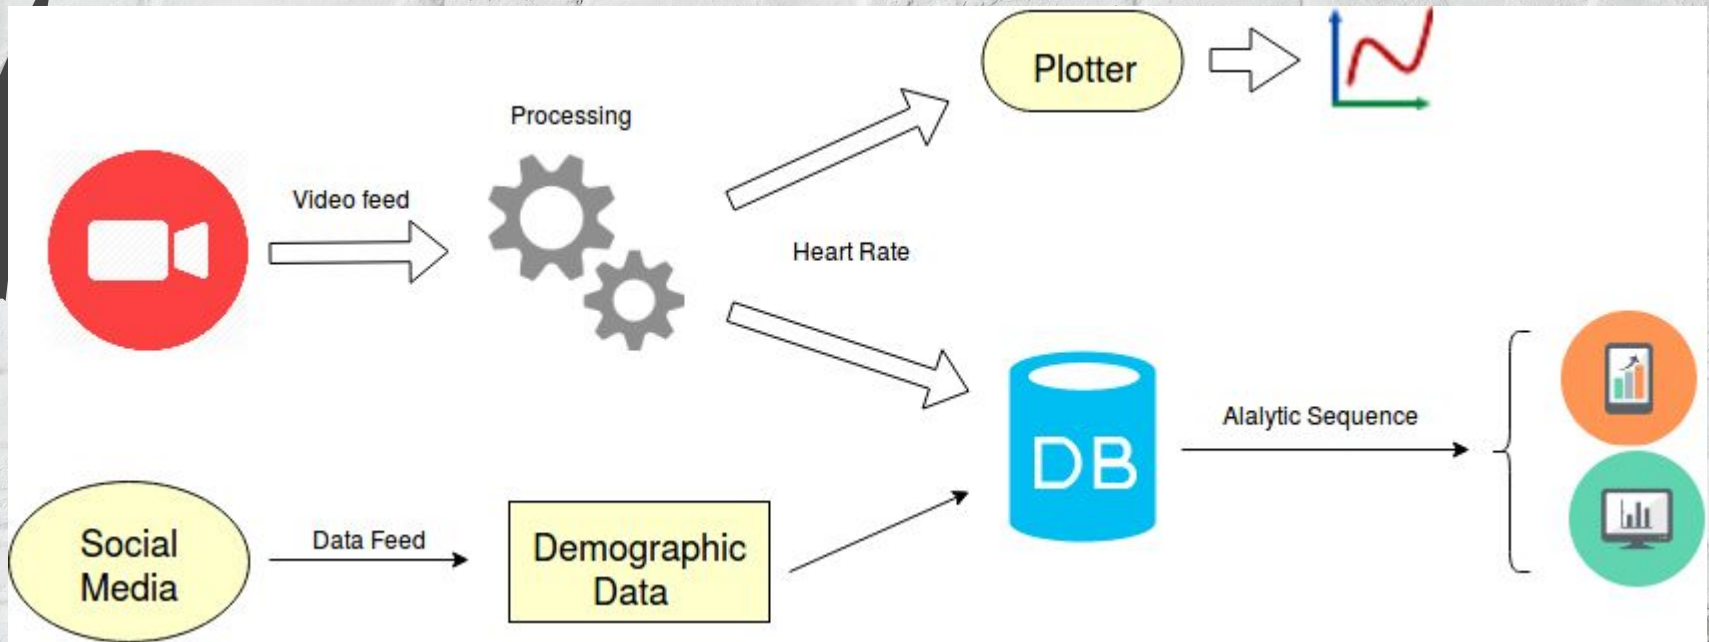 Plotter
Processing
Video feed
Heart Rate
Alalytic Sequence
DB
Social
Media
Data Feed
Demographic
Data